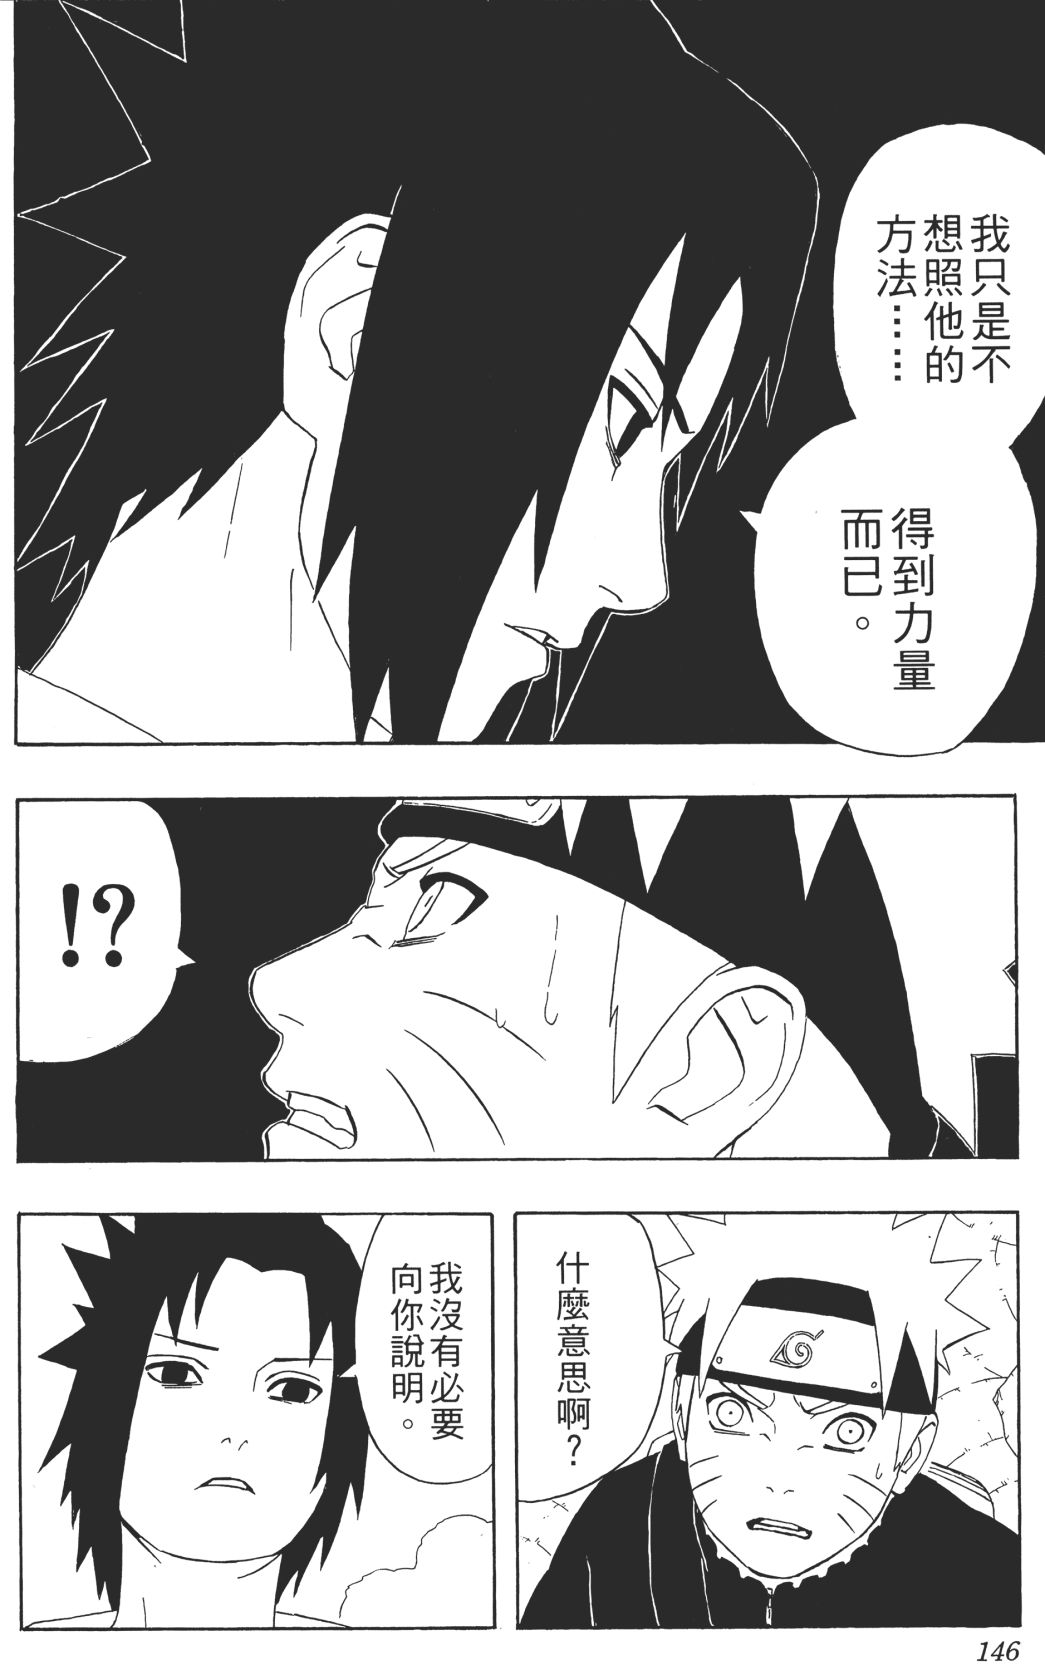 我只是不
想照他的
方法……
得到力量
而已。
!?
什麼意思啊?
我沒有必要
向你說明。
146